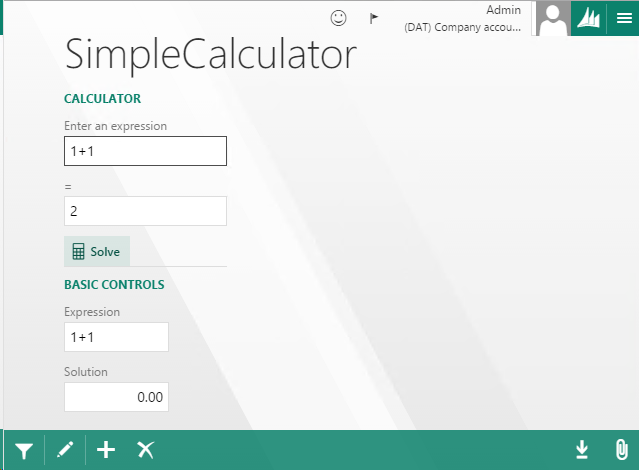 Admin
(DAT) Company accou...
SimpleCalculator
CALCULATOR
Enter an expression
1+1
=
2
Solve
BASIC CONTROLS
Expression
1+1
Solution
0.00